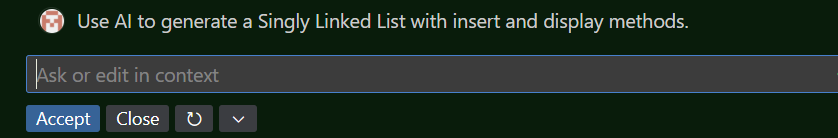 Use AI to generate a Singly Linked List with insert and display methods.
Ask or edit in context
Accept Close